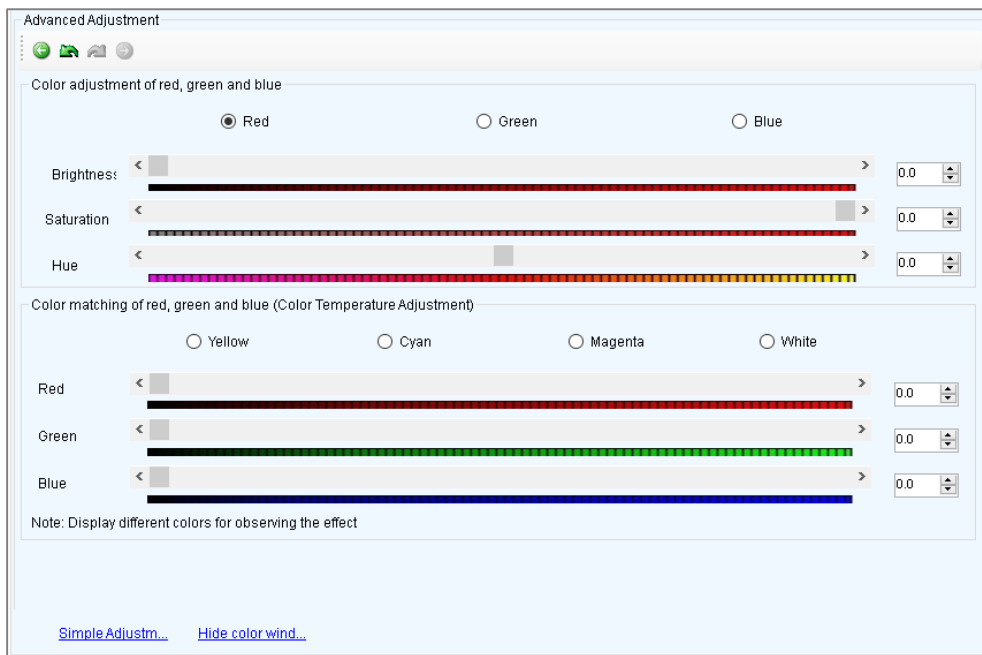 Advanced Adjustment
Color adjustment of red, green and blue
Red Green Blue
Brightness 0.0
Saturation 0.0
Hue 0.0
Color matching of red, green and blue (Color Temperature Adjustment)
Yellow Cyan Magenta White
Red 0.0
Green 0.0
Blue 0.0
Note: Display different colors for observing the effect
Simple Adjustm... Hide color wind...